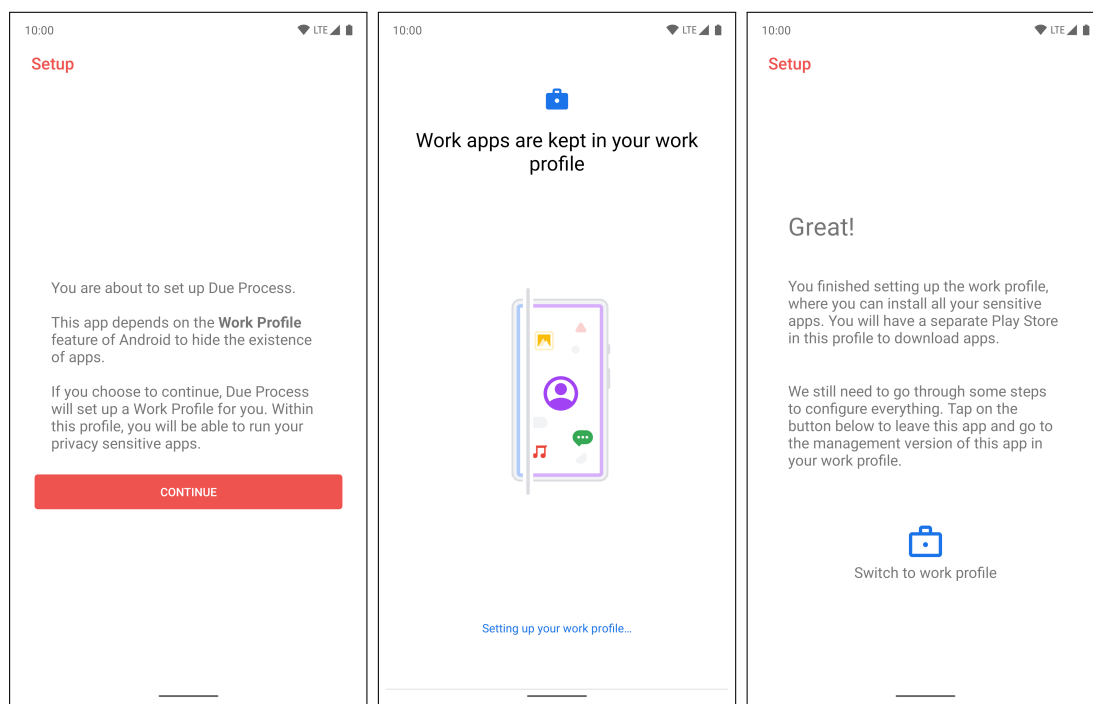 10:00
LTE
Setup
You are about to set up Due Process.
This app depends on the Work Profile
feature of Android to hide the existence
of apps.
If you choose to continue, Due Process
will set up a Work Profile for you. Within
this profile, you will be able to run your
privacy sensitive apps.
CONTINUE
10:00
LTE
Work apps are kept in your work
profile
Setting up your work profile...
10:00
LTE
Setup
Great!
You finished setting up the work profile,
where you can install all your sensitive
apps. You will have a separate Play Store
in this profile to download apps.
We still need to go through some steps
to configure everything. Tap on the
button below to leave this app and go to
the management version of this app in
your work profile.
Switch to work profile